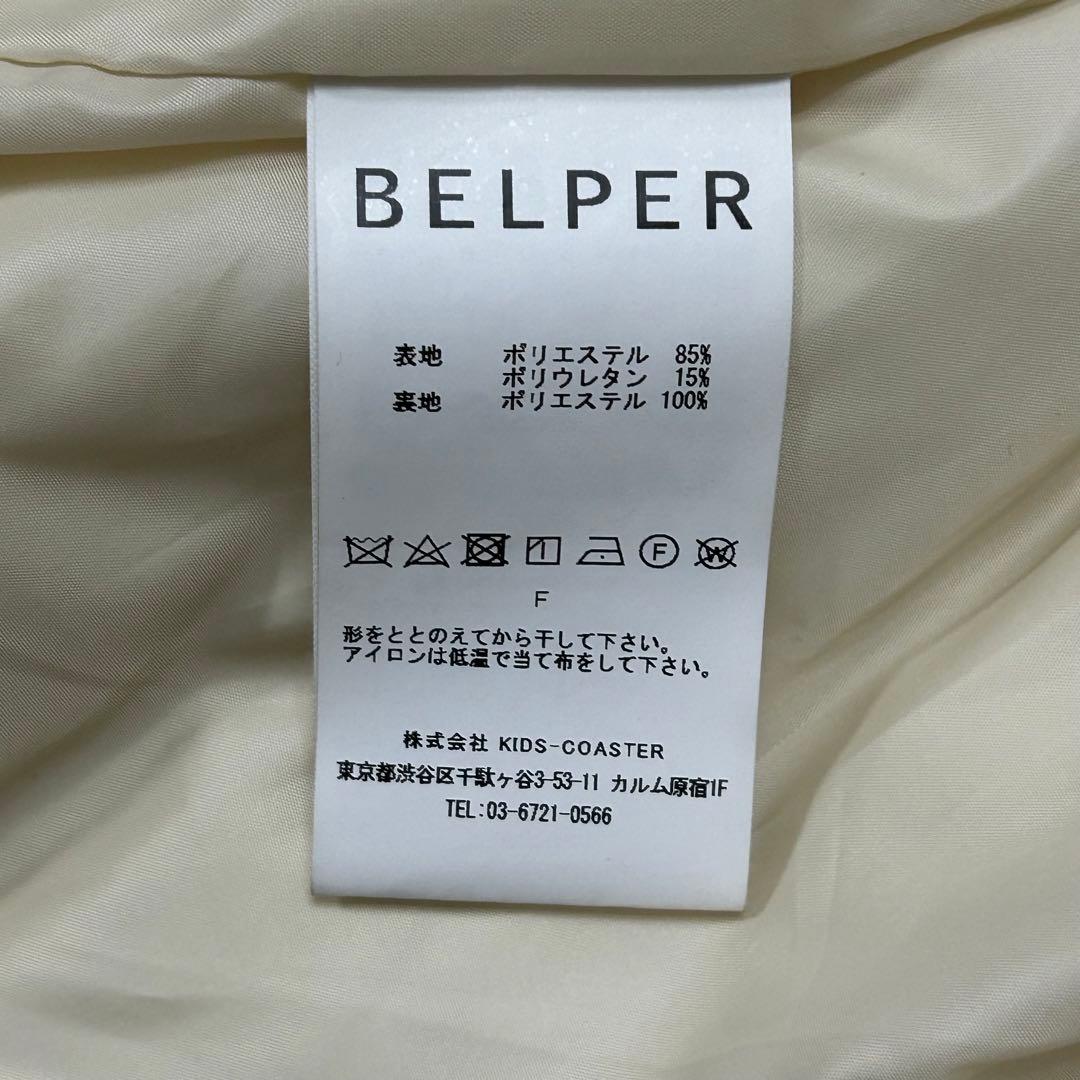 BELPER
表地 ポリエステル 85%
ポリウレタン 15%
裏地 ポリエステル 100%
F W
F
形をととのえてから干して下さい。
アイロンは低温で当て布をして下さい。
株式会社 KIDS-COASTER
東京都渋谷区千駄ヶ谷3-53-11 カルム原宿1F
TEL:03-6721-0566